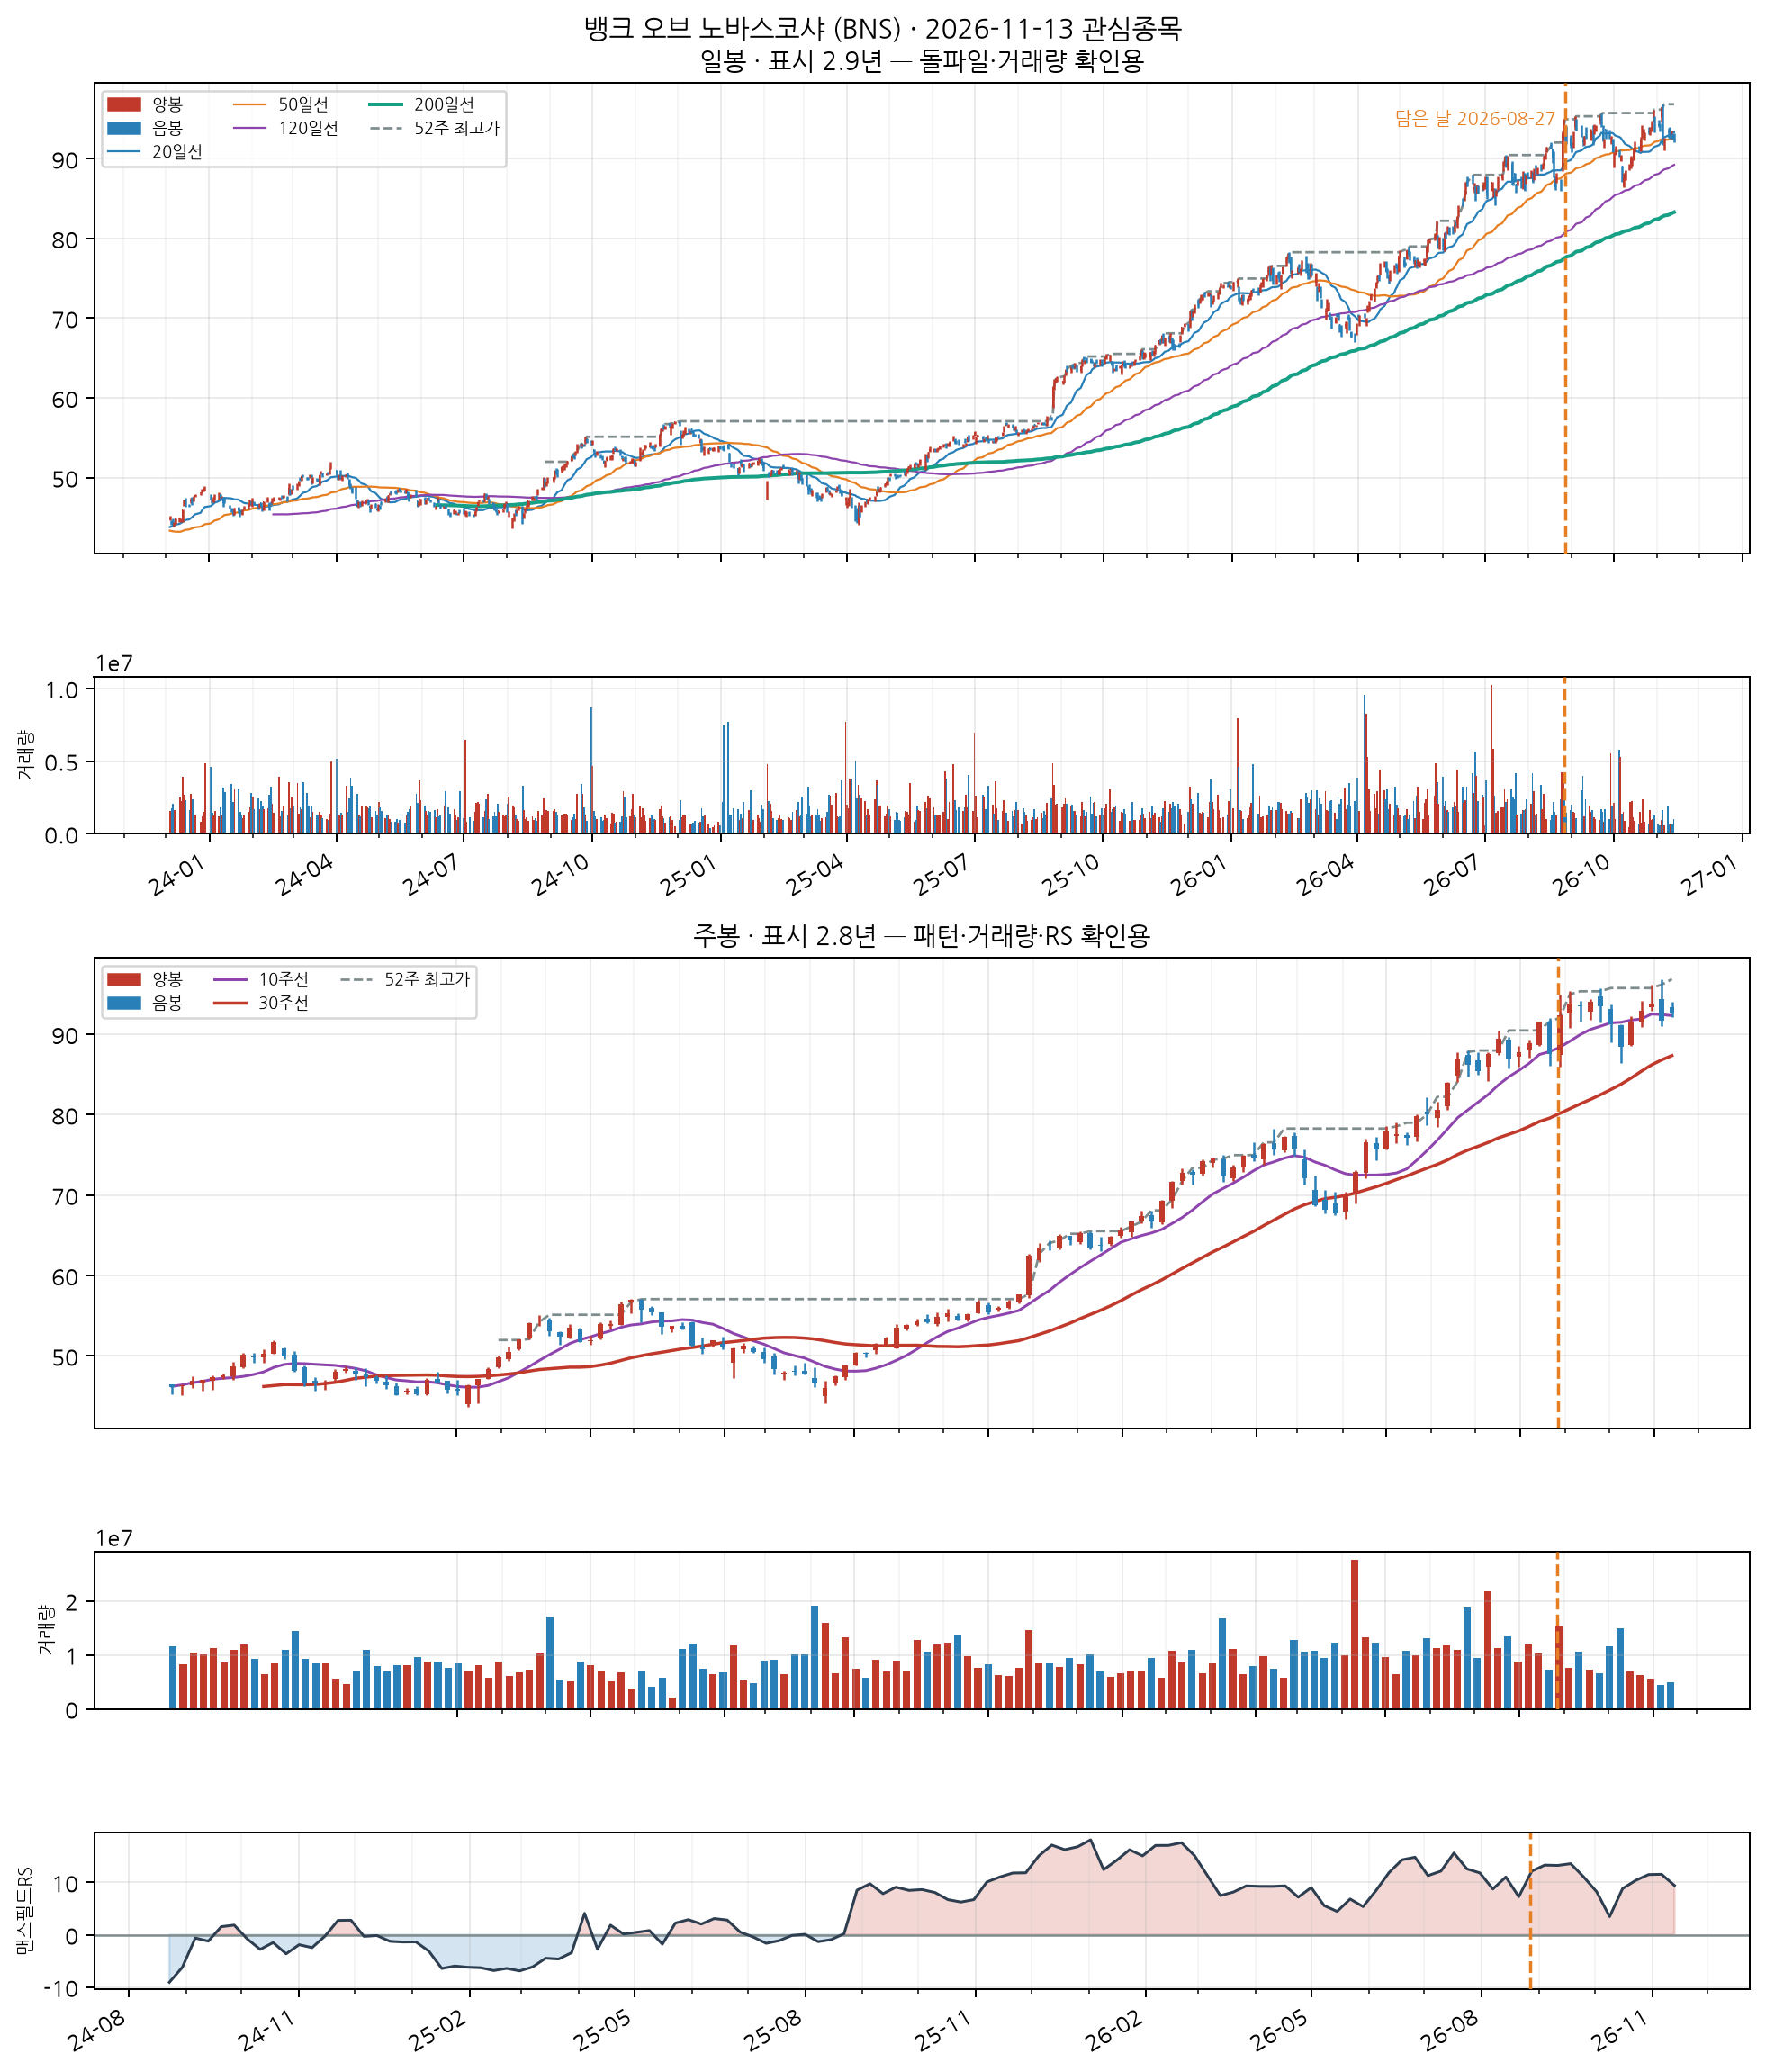 뱅크 오브 노바스코샤 (BNS) · 2026-11-13 관심종목
일봉 · 표시 2.9년 — 돌파일·거래량 확인용
양봉
음봉
20일선
50일선
120일선
200일선
52주 최고가
담은 날 2026-08-27
90
80
70
60
50
1e7
거래량
1.0
0.5
0.0
24-01
24-04
24-07
24-10
25-01
25-04
25-07
25-10
26-01
26-04
26-07
26-10
27-01
주봉 · 표시 2.8년 — 패턴·거래량·RS 확인용
양봉
음봉
10주선
30주선
52주 최고가
90
80
70
60
50
1e7
거래량
2
1
0
맨스필드RS
10
0
-10
24-08
24-11
25-02
25-05
25-08
25-11
26-02
26-05
26-08
26-11